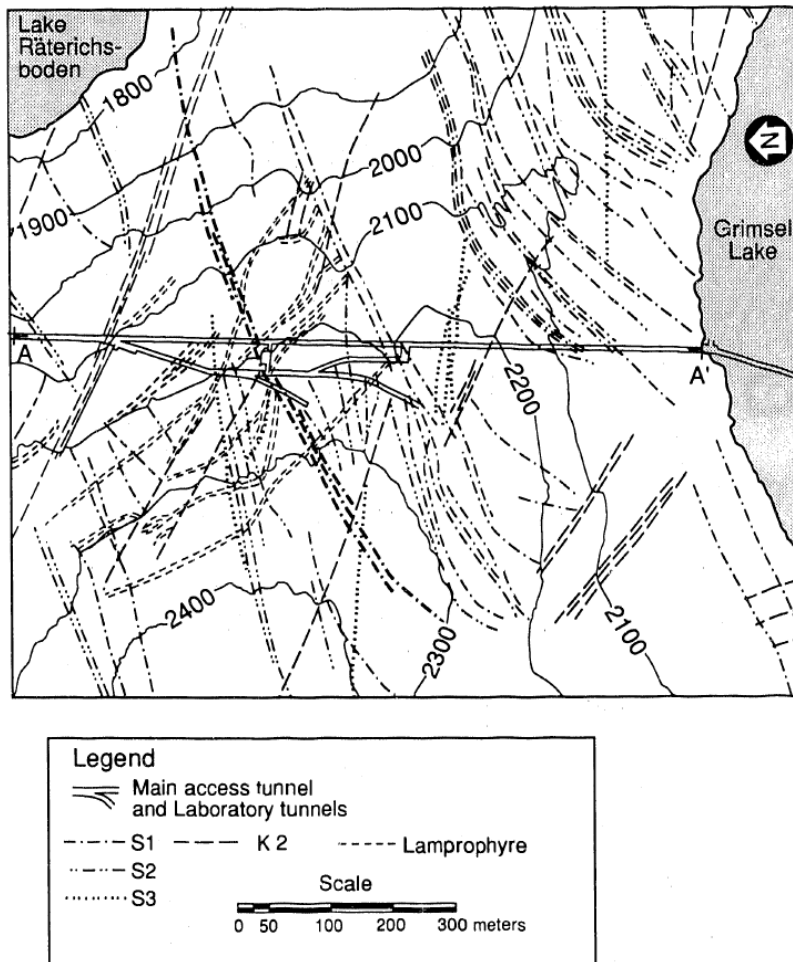 Lake
Räterichs-
boden
1800
N
2000
1900
2100
Grimsel
Lake
A
A'
2200
2400
2300
2100
Legend
Main access tunnel
and Laboratry tunnels
S1
K 2
Lamprophyre
S2
Scale
S3
0 50 100 200 300 meters